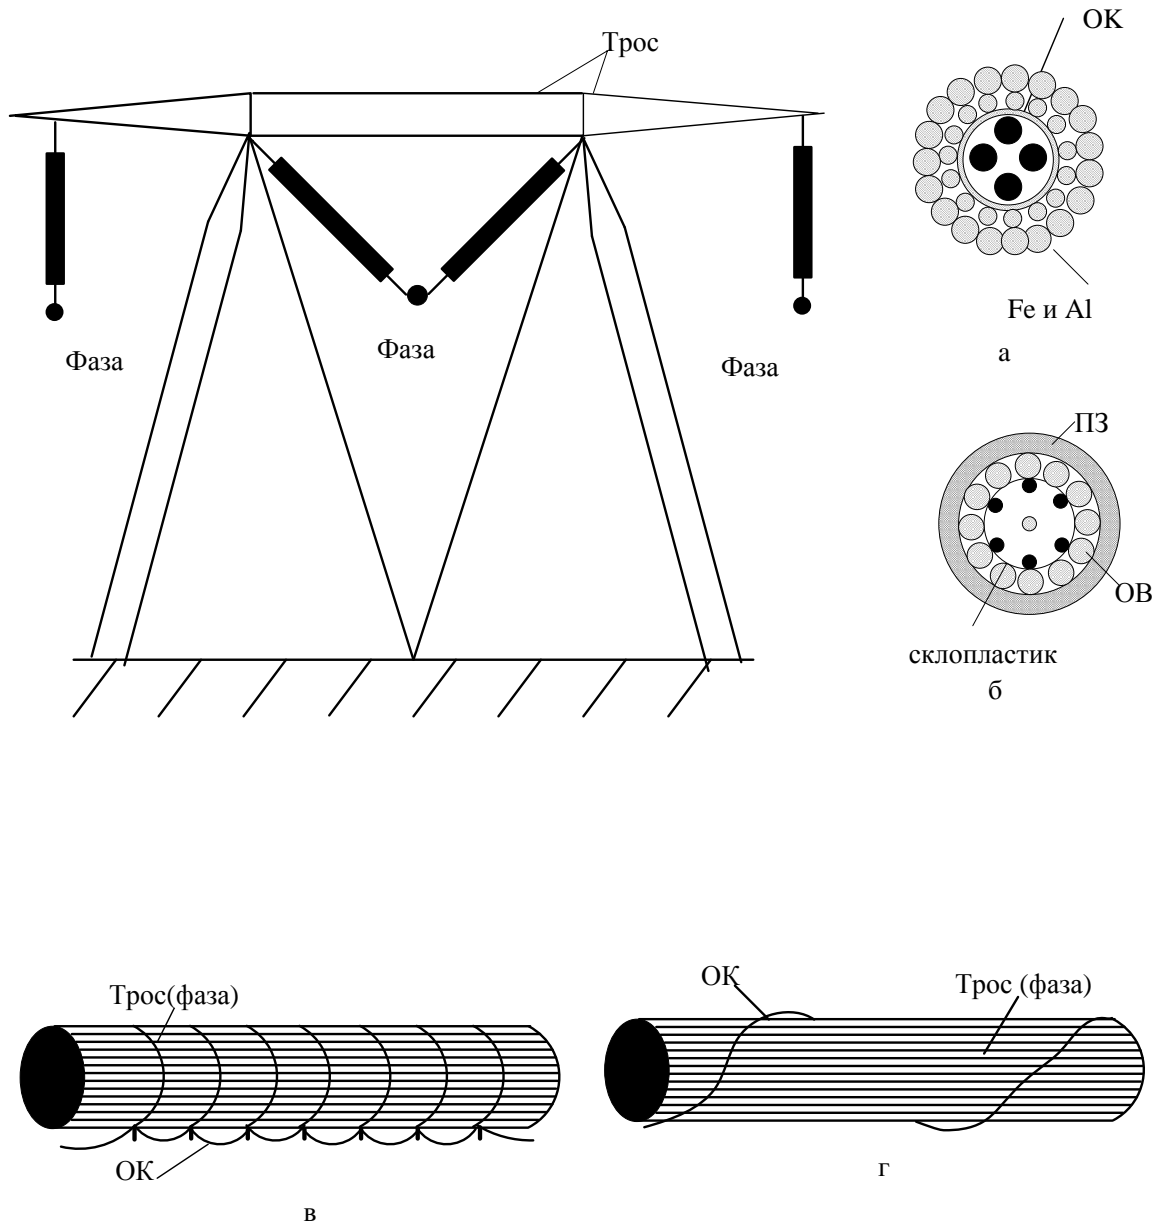 Трос
ОК
Fe и Al
а
Фаза
Фаза
Фаза
ПЗ
ОВ
склопластик
б
ОК
Трос (фаза)
Трос(фаза)
ОК
г
в